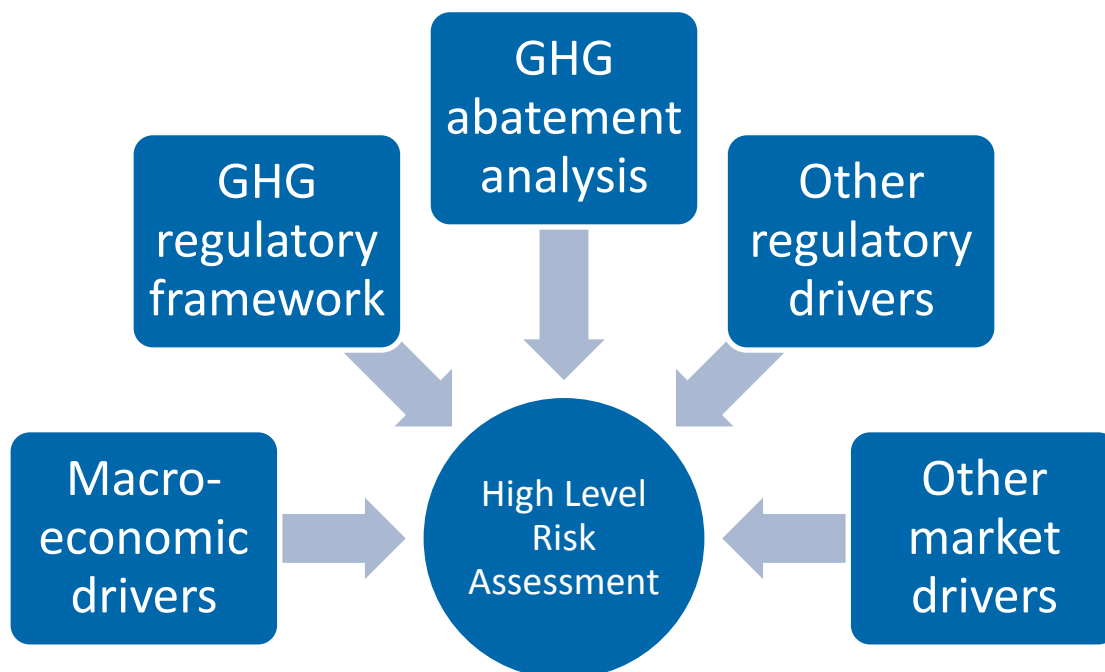 GHG
abatement
analysis
GHG
regulatory
framework
Other
regulatory
drivers
Macro-
economic
drivers
High Level
Risk
Assessment
Other
market
drivers